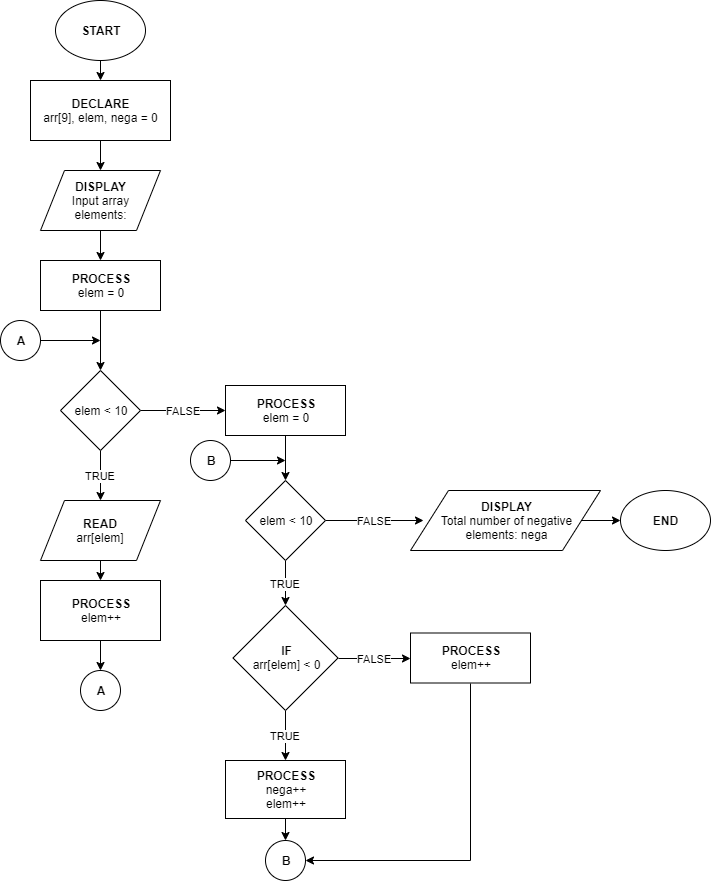 START
DECLARE
arr[9], elem, nega = 0
DISPLAY
Input array
elements:
PROCESS
elem = 0
A
elem < 10
FALSE
TRUE
READ
arr[elem]
PROCESS
elem++
A
PROCESS
elem = 0
B
elem < 10
FALSE
DISPLAY
Total number of negative
elements: nega
END
TRUE
IF
arr[elem] < 0
FALSE
PROCESS
elem++
TRUE
PROCESS
nega++
elem++
B